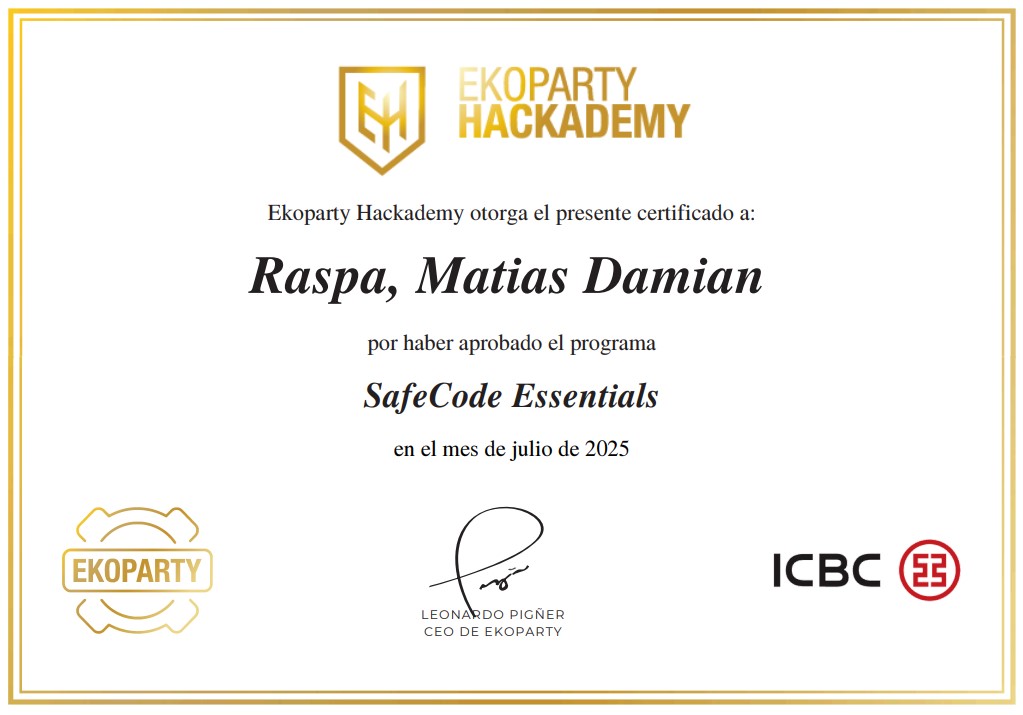 EKOPARTY
HACKADEMY
Ekoparty Hackademy otorga el presente certificado a:
Raspa, Matias Damian
por haber aprobado el programa
SafeCode Essentials
en el mes de julio de 2025
EKOPARTY
LEONARDO PIGÑER
CEO DE EKOPARTY
ICBC